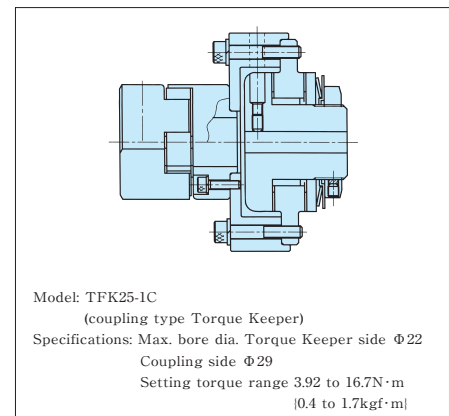 Model: TFK25-1C
(coupling type Torque Keeper)
Specifications: Max. bore dia. Torque Keeper side Φ22
Coupling side Φ29
Setting torque range 3.92 to 16.7N·m
{0.4 to 1.7kgf·m}